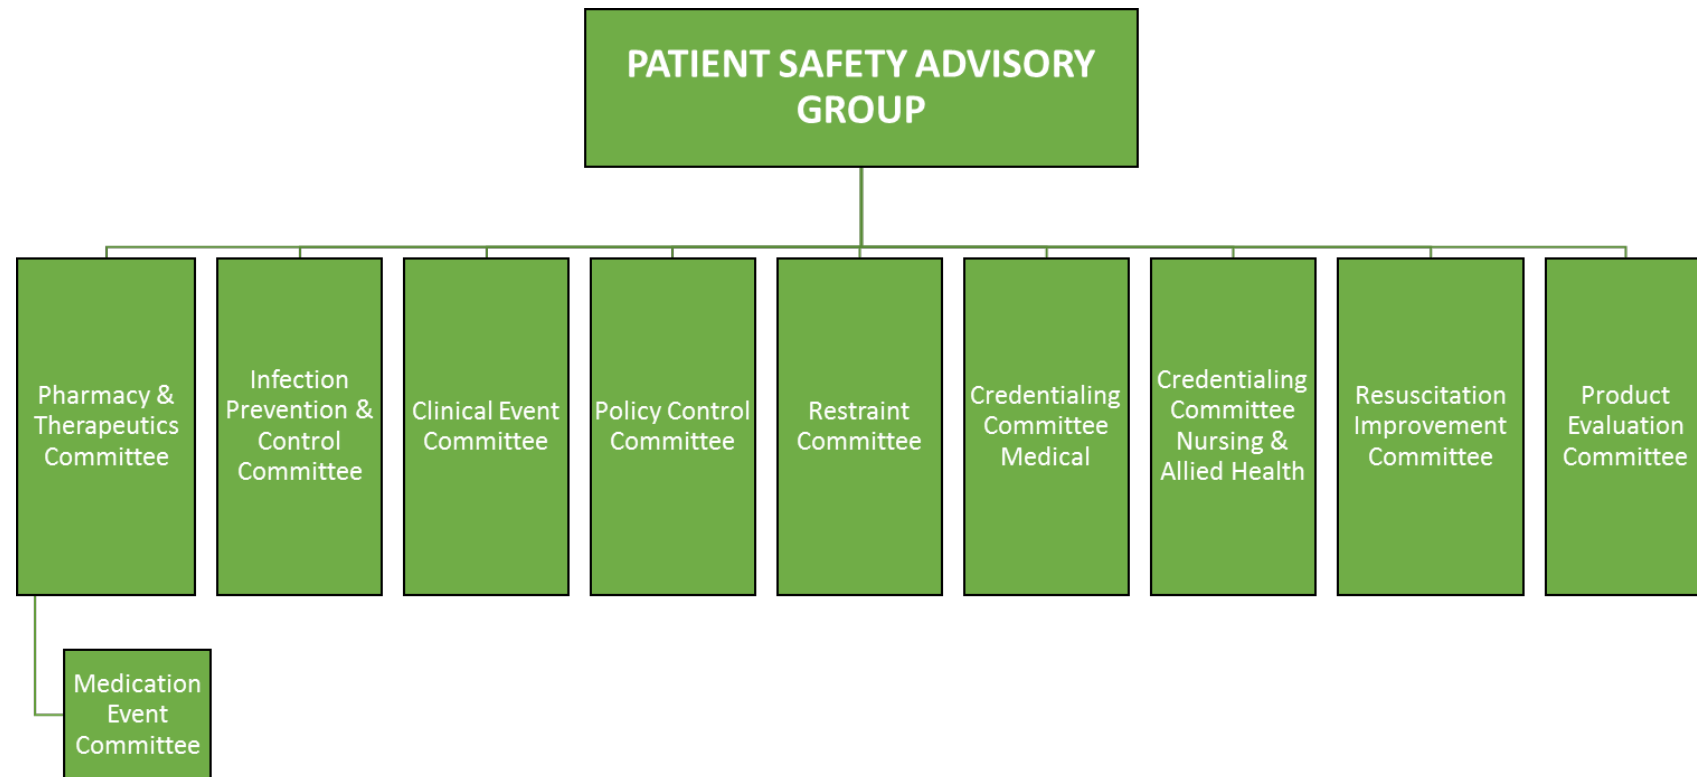 PATIENT SAFETY ADVISORY
GROUP
Pharmacy &
Therapeutics
Committee
Infection
Prevention &
Control
Committee
Clinical Event
Committee
Policy Control
Committee
Restraint
Committee
Credentialing
Committee
Medical
Credentialing
Committee
Nursing &
Allied Health
Resuscitation
Improvement
Committee
Product
Evaluation
Committee
Medication
Event
Committee